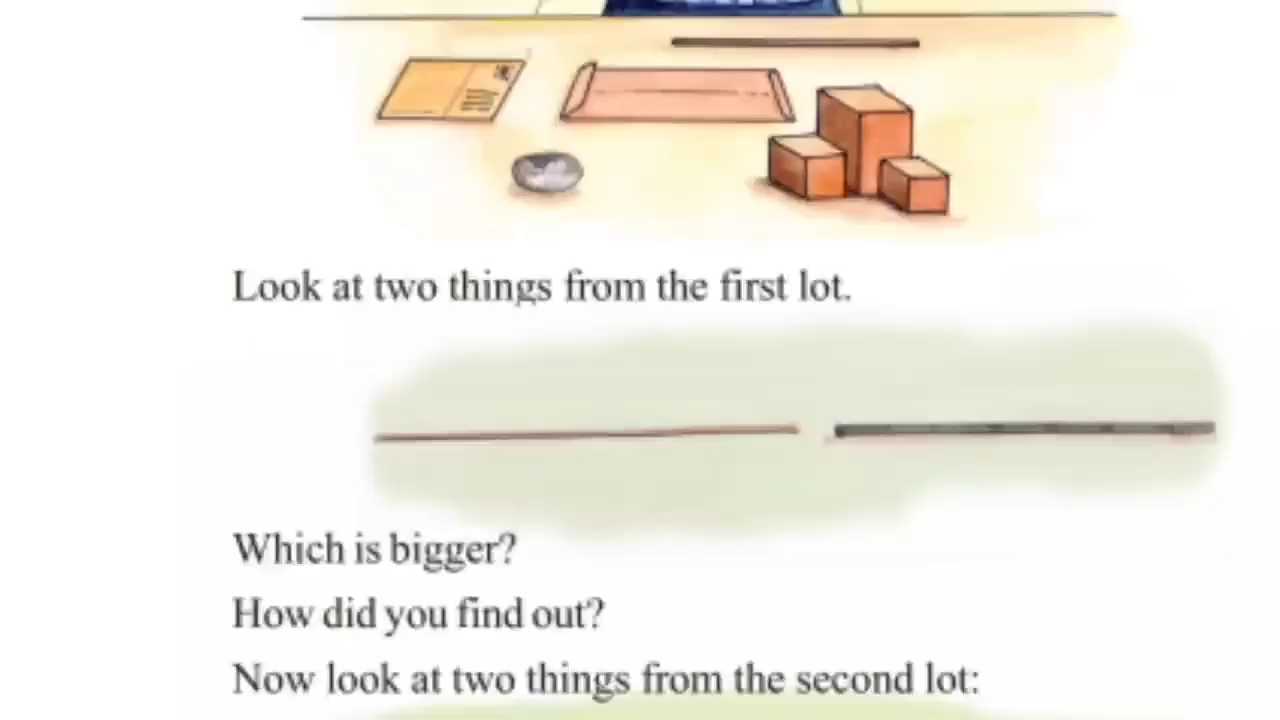 Look at two things from the first lot.
Which is bigger?
How did you find out?
Now look at two things from the second lot: